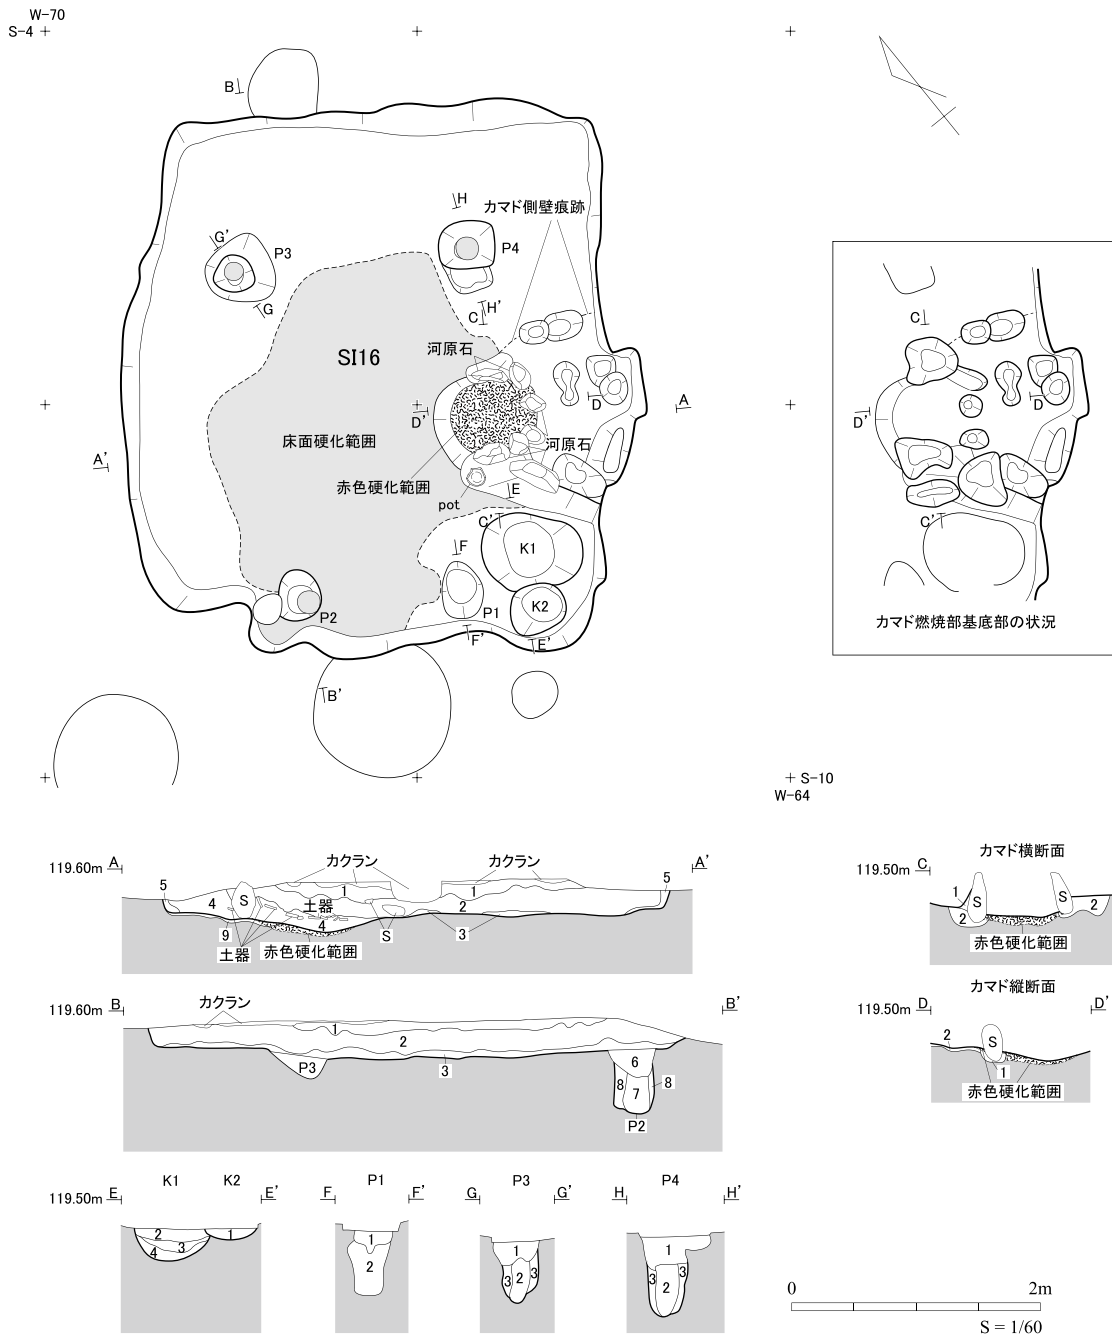 W-70
S-4
B
H
カマド側壁痕跡
G'
P3
P4
G
H'
C
SI16
河原石
D
A
D'
床面硬化範囲
河原石
A'
赤色硬化範囲
pot
E
C'
F
K1
K2
P1
P2
F'
E'
B'
C
D
D'
C'
カマド燃焼部基底部の状況
S-10
W-64
119.60m A カクラン カクラン A'
5 1 1 5
4 S 土器 2
9 4 S 3
土器 赤色硬化範囲
カマド横断面
119.50m C
1 S S
2 2
赤色硬化範囲
119.60m B カクラン B'
1
2
P3 3 6
8 7 8
P2
カマド縦断面
119.50m D D'
2 S
1
赤色硬化範囲
K1 K2 P1 P3 P4
119.50m E E' F F' G G' H H'
2 1
4 3
1
2
1
3 2 3
1
3 2 3
0 2m
S = 1/60